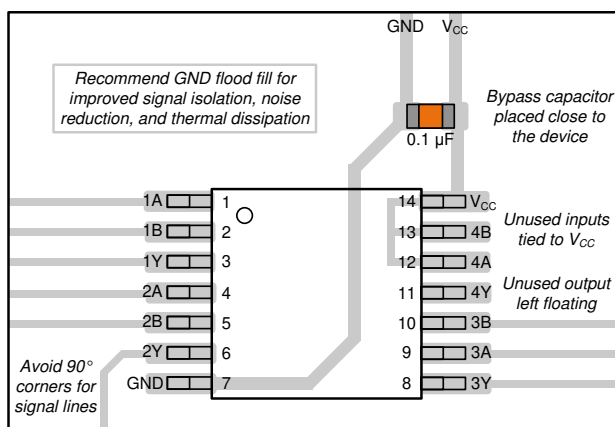 GND VCC
Recommend GND flood fill for
improved signal isolation, noise
reduction, and thermal dissipation
Bypass capacitor
placed close to
the device
0.1 µF
1A 1 14 VCC
1B 2 13 4B
Unused inputs
tied to VCC
1Y 3 12 4A
2A 4 11 4Y
Unused output
left floating
2B 5 10 3B
2Y 6 9 3A
Avoid 90°
corners for
signal lines
GND 7 8 3Y